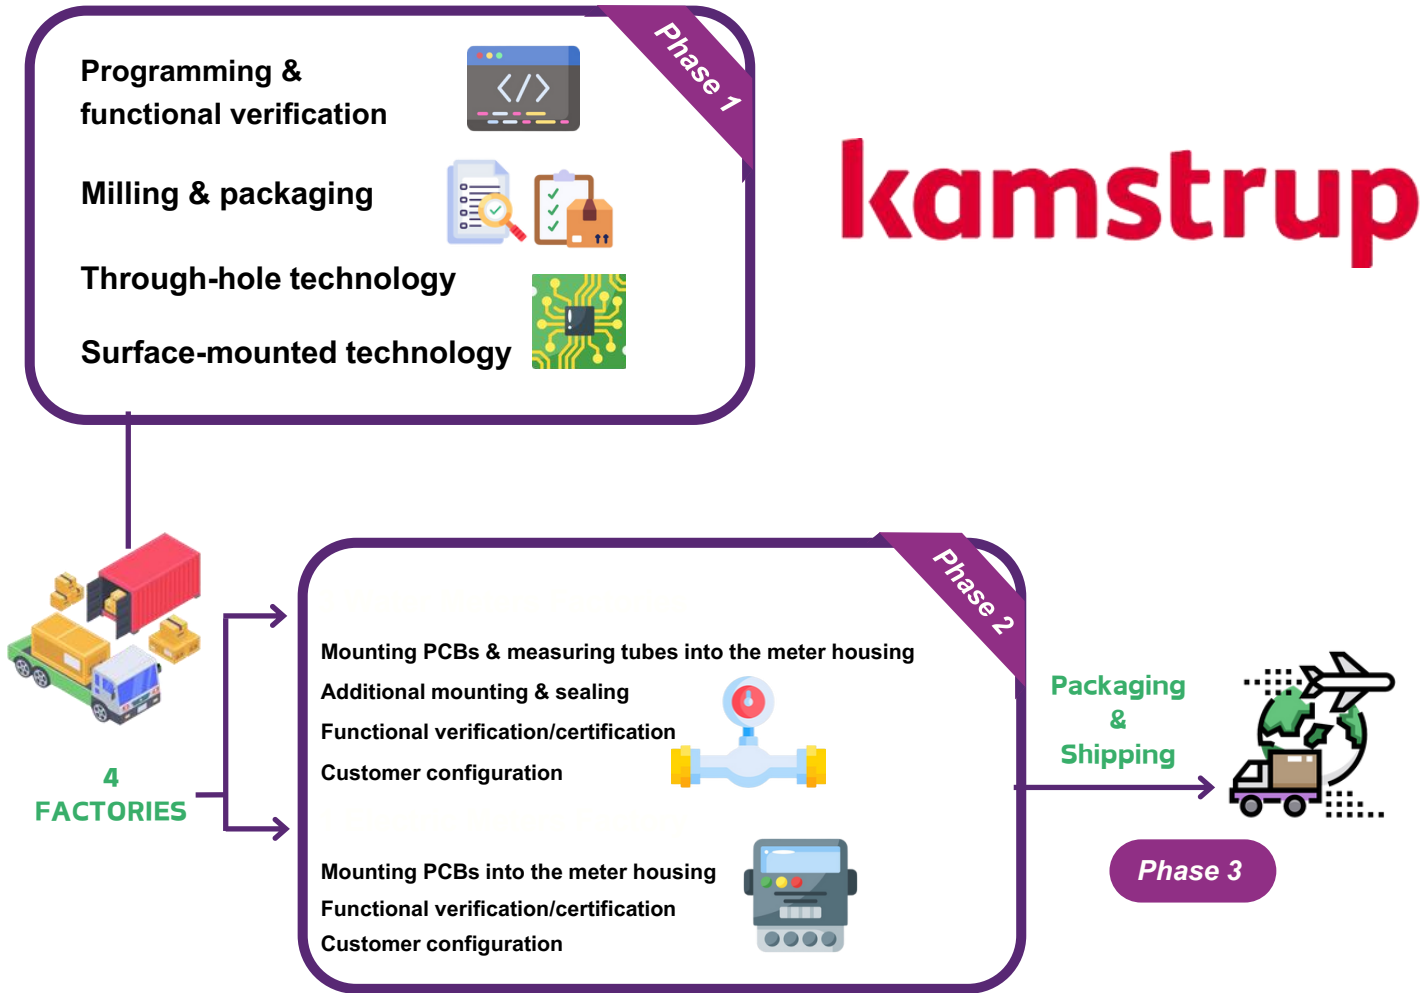 Phase 1
Programming &
functional verification
Milling & packaging
Through-hole technology
Surface-mounted technology
kamstrup
4
FACTORIES
Phase 2
Mounting PCBs & measuring tubes into the meter housing
Additional mounting & sealing
Functional verification/certification
Customer configuration
Mounting PCBs into the meter housing
Functional verification/certification
Customer configuration
Packaging
&
Shipping
Phase 3